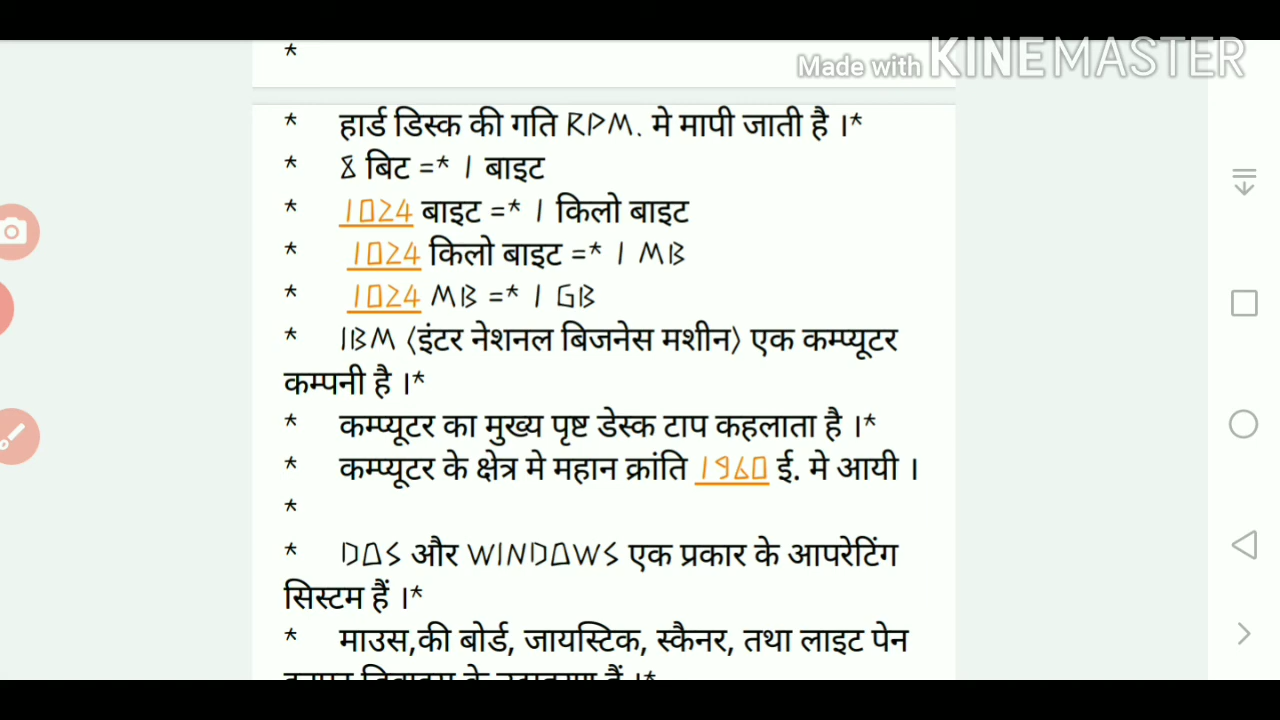 *
Made with KINEMASTER
* हार्ड डिस्क की गति RPM. मे मापी जाती है ।*
* 8 बिट =* 1 बाइट
* 1024 बाइट =* 1 किलो बाइट
* 1024 किलो बाइट =* 1 MB
* 1024 MB =* 1 GB
* IBM (इंटर नेशनल बिजनेस मशीन) एक कम्प्यूटर
कम्पनी है ।*
* कम्प्यूटर का मुख्य पृष्ट डेस्क टाप कहलाता है ।*
* कम्प्यूटर के क्षेत्र मे महान क्रांति 1960 ई. मे आयी ।
*
* DOS और WINDOWS एक प्रकार के आपरेटिंग
सिस्टम हैं ।*
* माउस,की बोर्ड, जायस्टिक, स्कैनर, तथा लाइट पेन